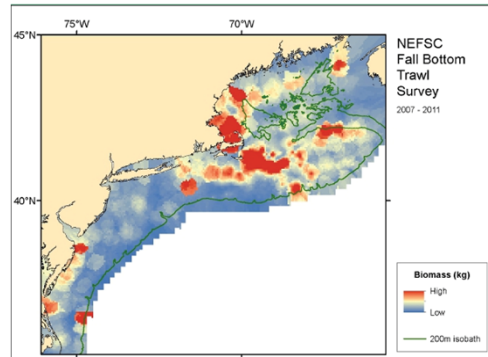 75°W
70°W
45°N
40°N
NEFSC
Fall Bottom
Trawl
Survey
2007 - 2011
Biomass (kg)
High
Low
200m isobath